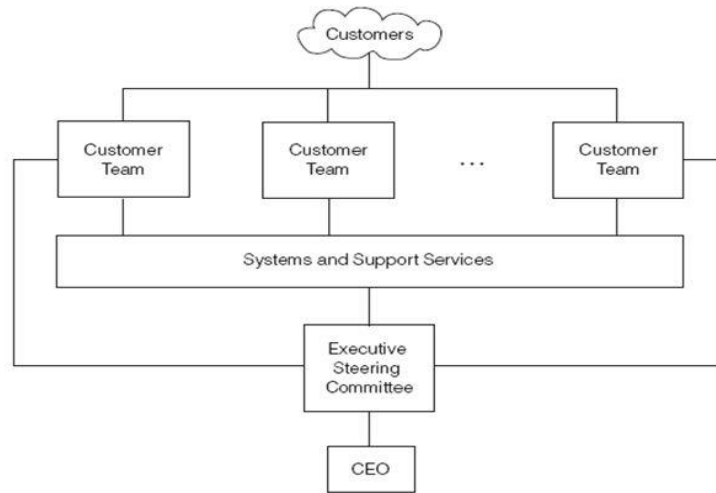 Customers
Customer
Team
Customer
Team
...
Customer
Team
Systems and Support Services
Executive
Steering
Committee
CEO